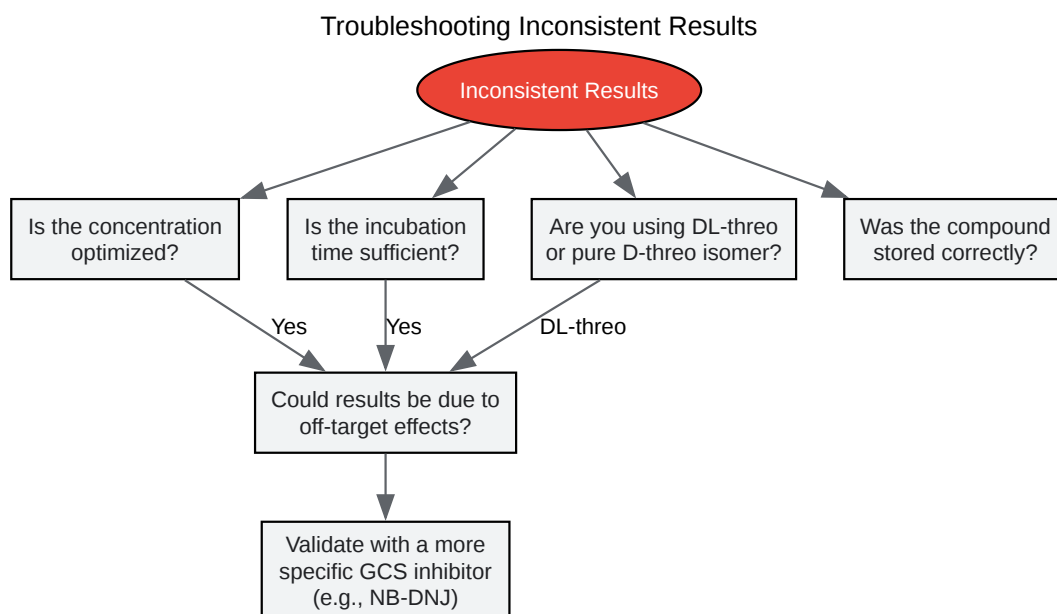 Troubleshooting Inconsistent Results
Inconsistent Results
Is the concentration
optimized?
Is the incubation
time sufficient?
Are you using DL-threo
or pure D-threo isomer?
Was the compound
stored correctly?
Yes
Yes
DL-threo
Could results be due to
off-target effects?
Validate with a more
specific GCS inhibitor
(e.g., NB-DNJ)